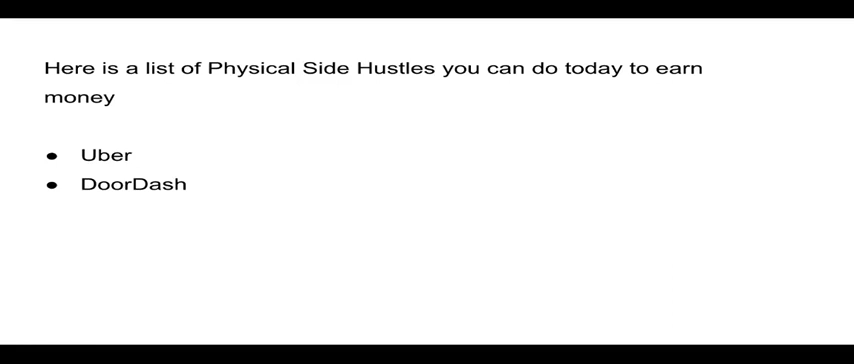 Here is a list of Physical Side Hustles you can do today to earn
money
● Uber
● DoorDash